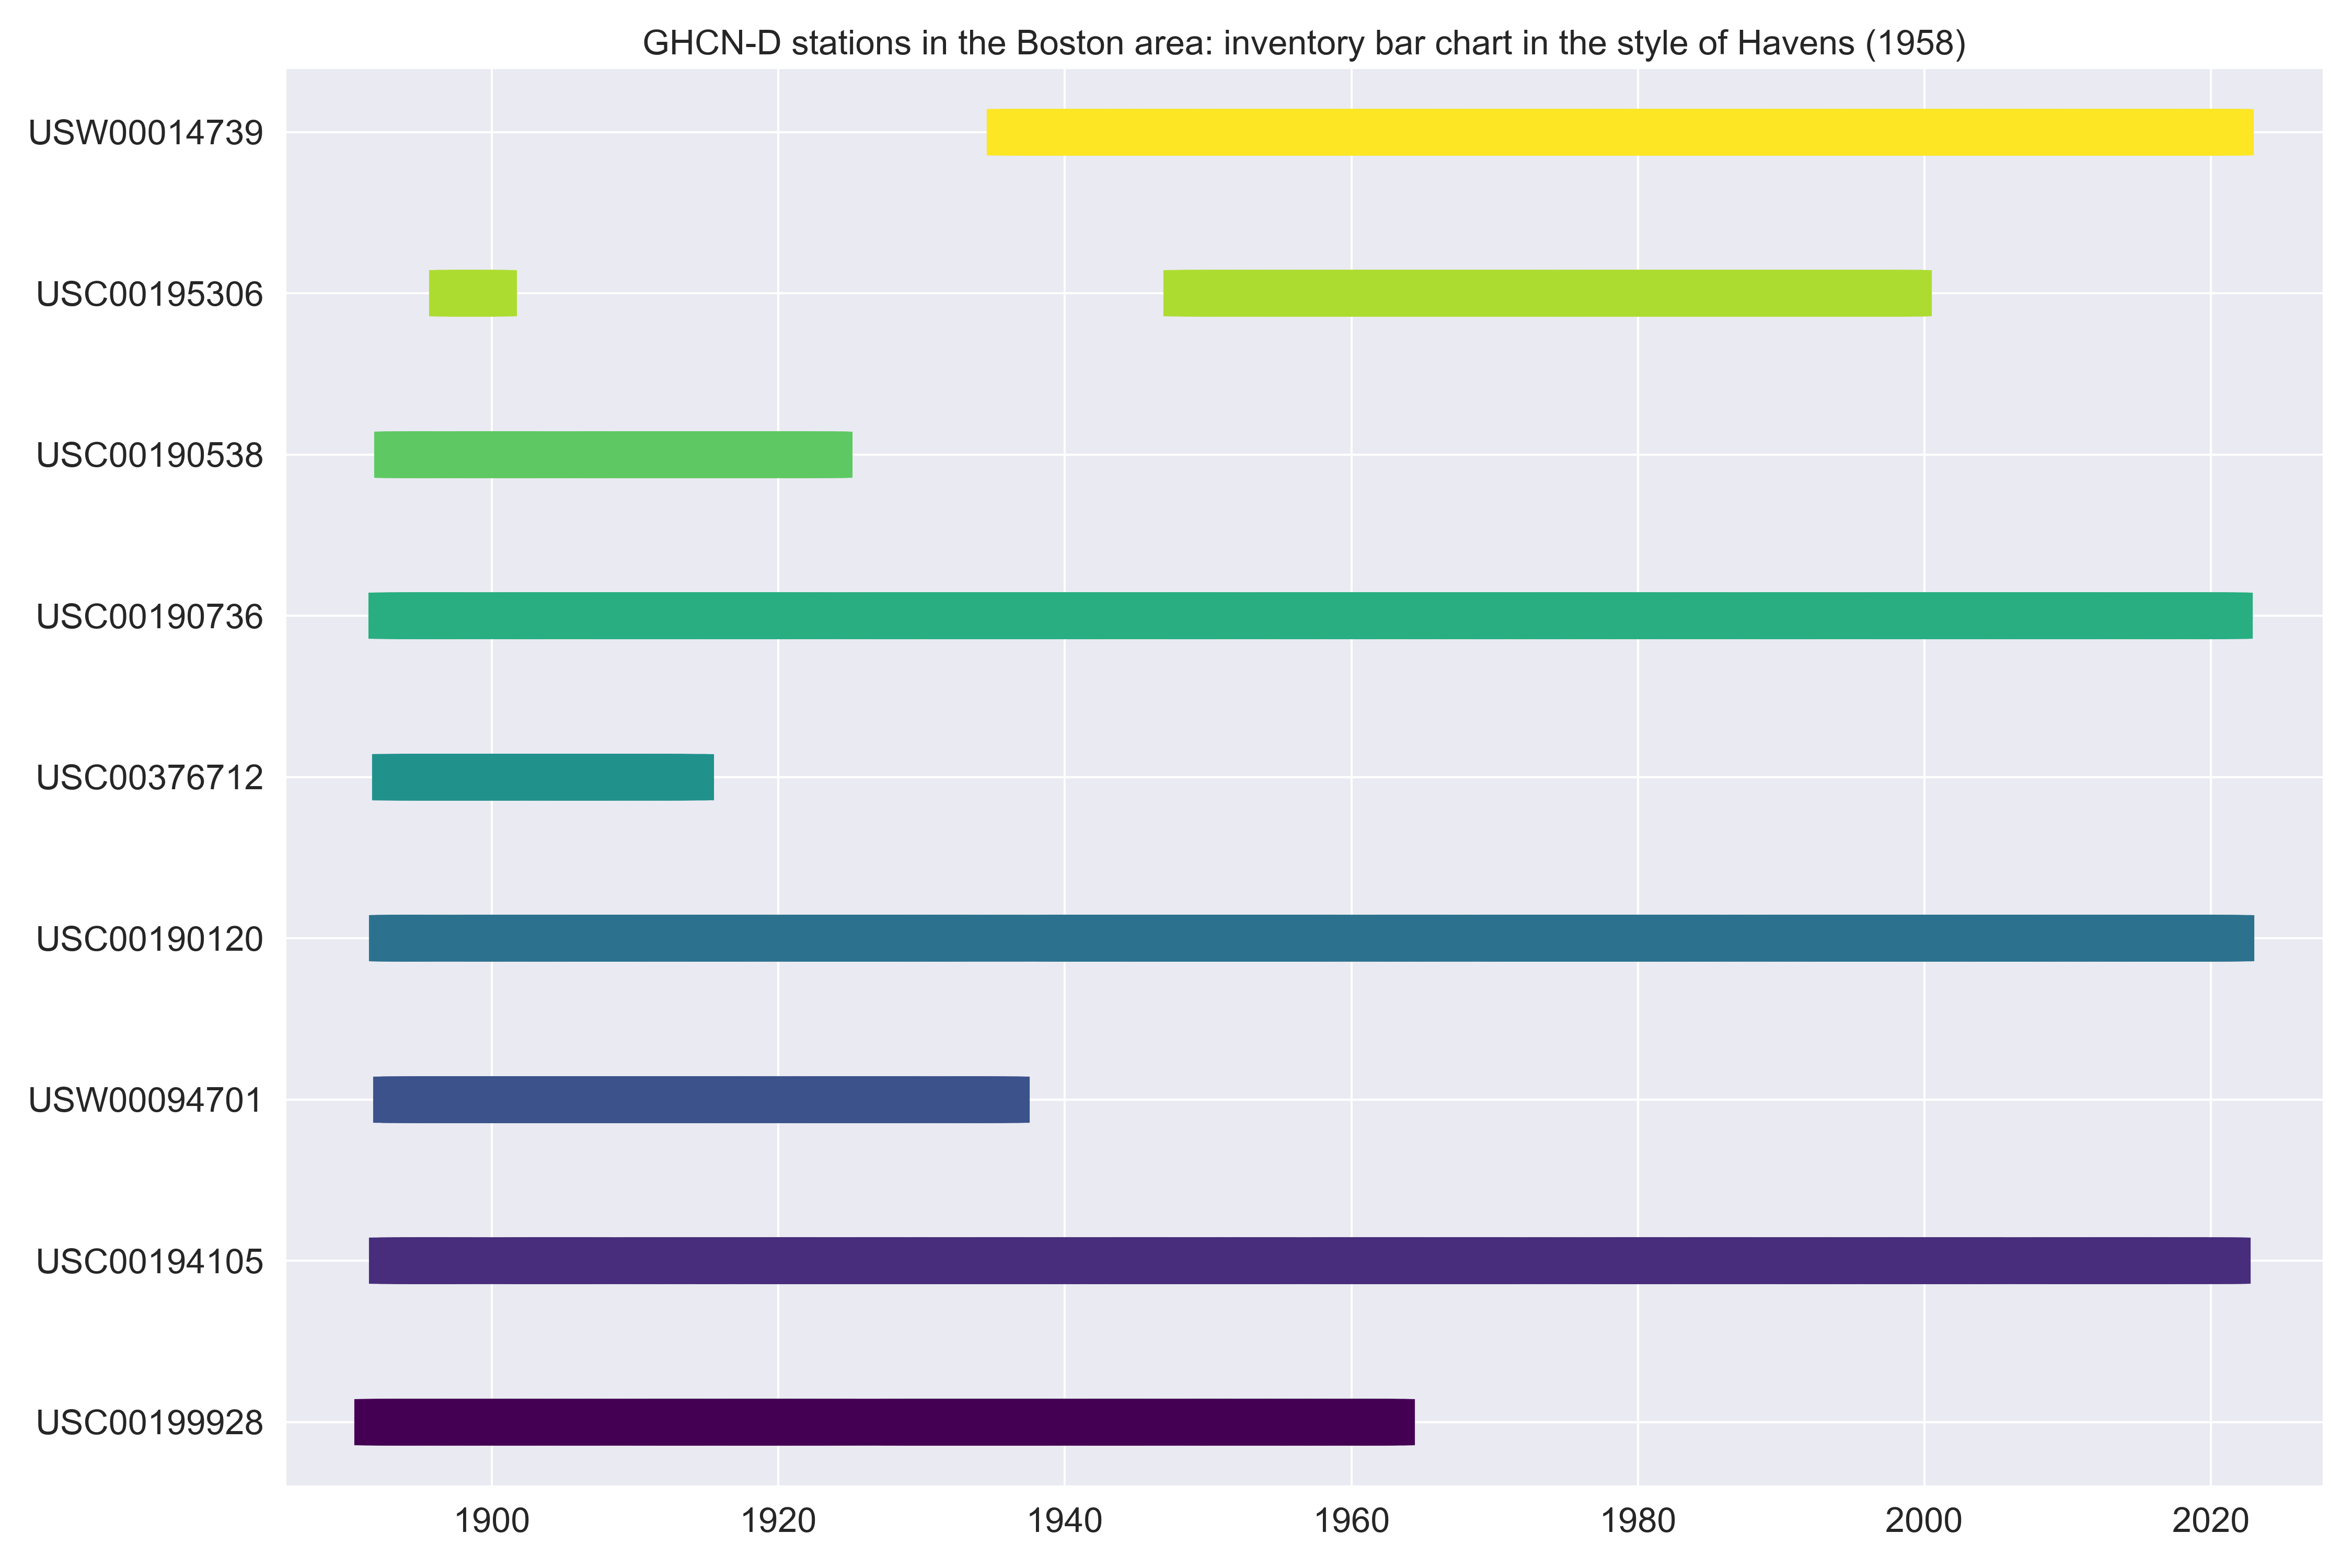 GHCN-D stations in the Boston area: inventory bar chart in the style of Havens (1958)
USW00014739
USC00195306
USC00190538
USC00190736
USC00376712
USC00190120
USW00094701
USC00194105
USC00199928
1900 1920 1940 1960 1980 2000 2020